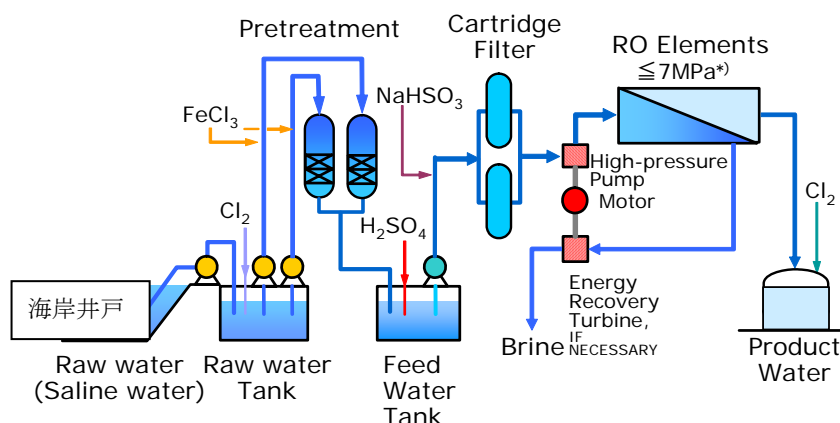 Pretreatment
Cartridge
Filter
RO Elements
≦7MPa*)
FeCl3
NaHSO3
High-pressure
Pump
Motor
Cl2
H2SO4
Cl2
海岸井戸
Energy
Recovery
Turbine,
IF
NECESSARY
Raw water
(Saline water)
Raw water
Tank
Feed
Water
Tank
Brine
Product
Water